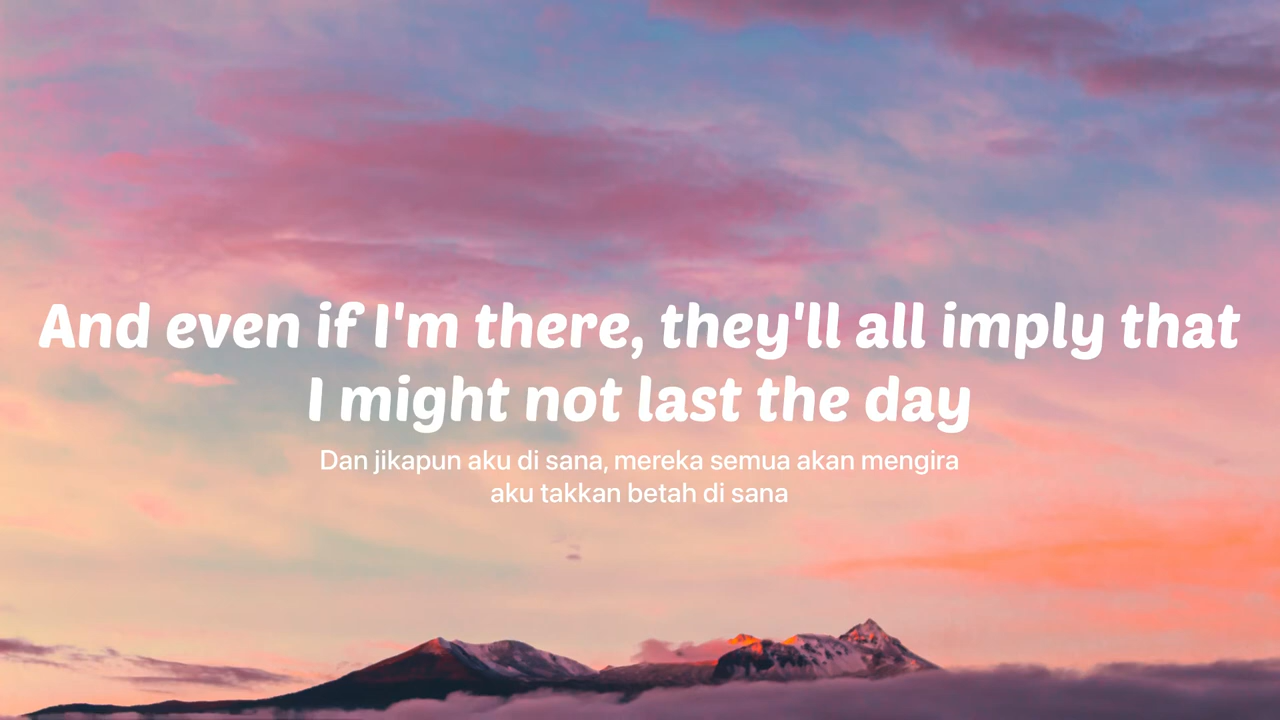 And even if I'm there, they'll all imply that
I might not last the day
Dan jikapun aku di sana, mereka semua akan mengira
aku takkan betah di sana